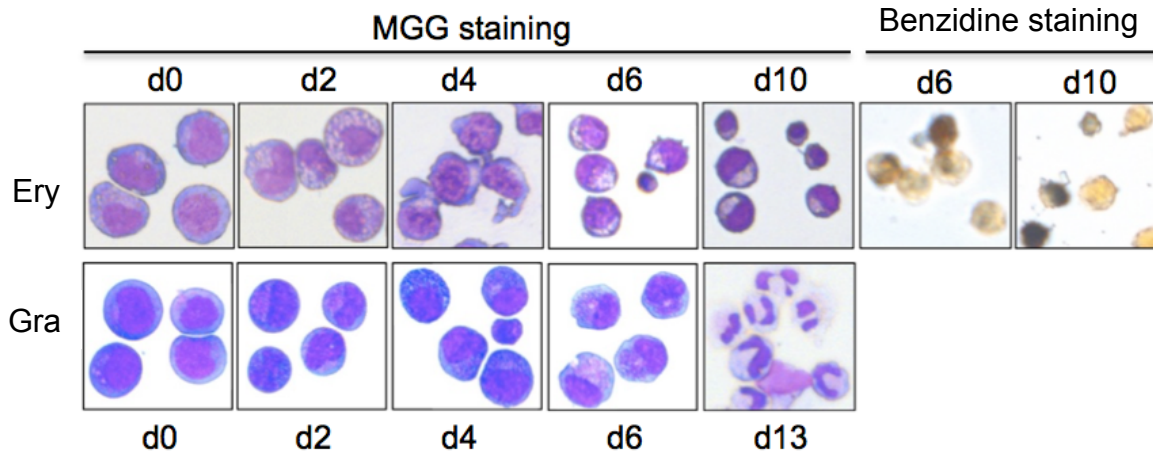 MGG staining
Benzidine staining
d0 d2 d4 d6 d10 d6 d10
Ery
Gra
d0 d2 d4 d6 d13